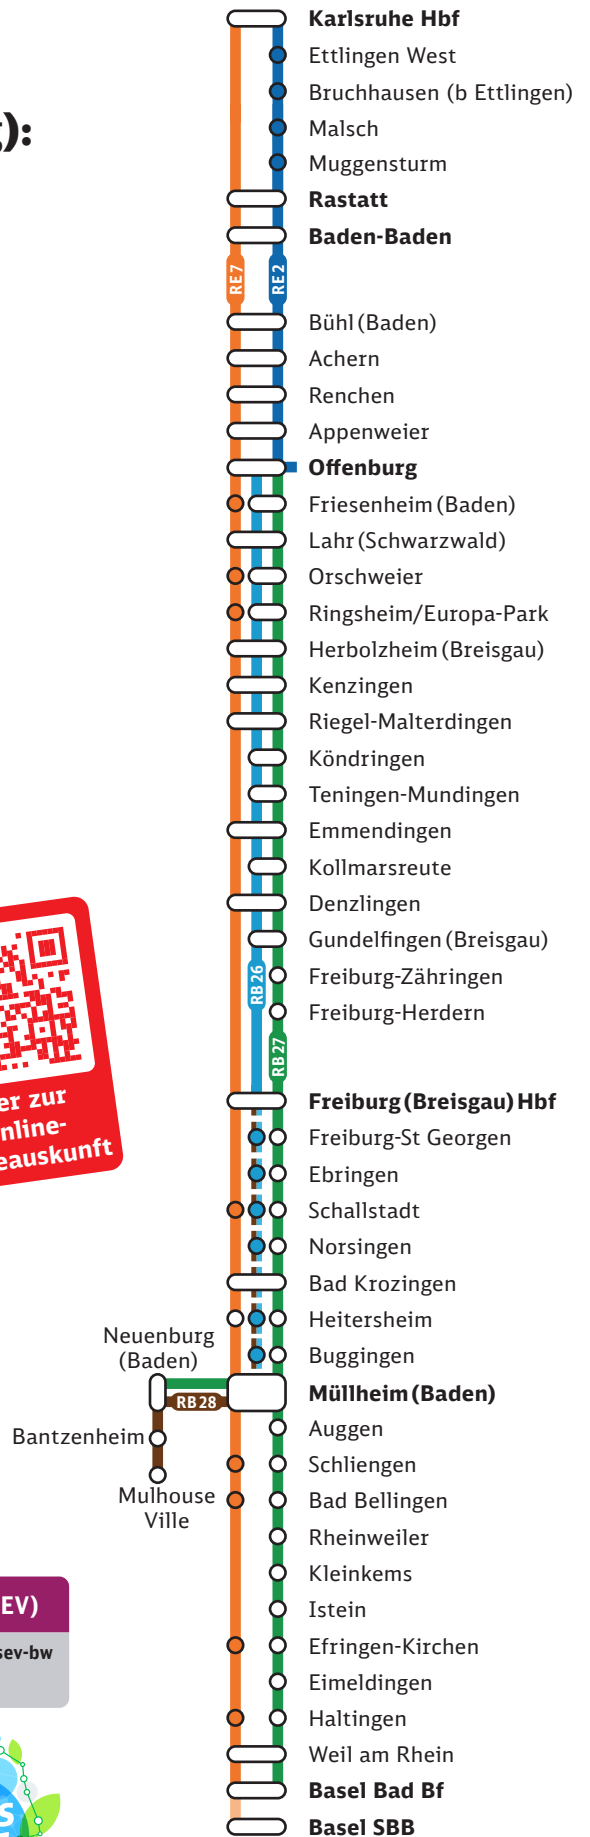 Karlsruhe Hbf
Ettlingen West
Bruchhausen (b Ettlingen)
):
Malsch
Muggensturm
Rastatt
Baden-Baden
RE 7
RE 2
Bühl (Baden)
Achern
Renchen
Appenweier
Offenburg
Friesenheim (Baden)
Lahr (Schwarzwald)
Orschweier
Ringsheim/Europa-Park
Herbolzheim (Breisgau)
Kenzingen
Riegel-Malterdingen
Köndringen
Teningen-Mundingen
Emmendingen
Kollmarsreute
Denzlingen
Gundelfingen (Breisgau)
RB 26
Freiburg-Zähringen
Freiburg-Herdern
RB 27
er zur
nline-
eauskunft
Freiburg (Breisgau) Hbf
Freiburg-St Georgen
Ebringen
Schallstadt
Norsingen
Bad Krozingen
Heitersheim
Buggingen
Neuenburg
(Baden)
RB 28
Müllheim (Baden)
Bantzenheim
Mulhouse
Ville
Auggen
Schliengen
Bad Bellingen
Rheinweiler
Kleinkems
Istein
EV)
sev-bw
Efringen-Kirchen
Eimeldingen
Haltingen
Weil am Rhein
Basel Bad Bf
Basel SBB
S